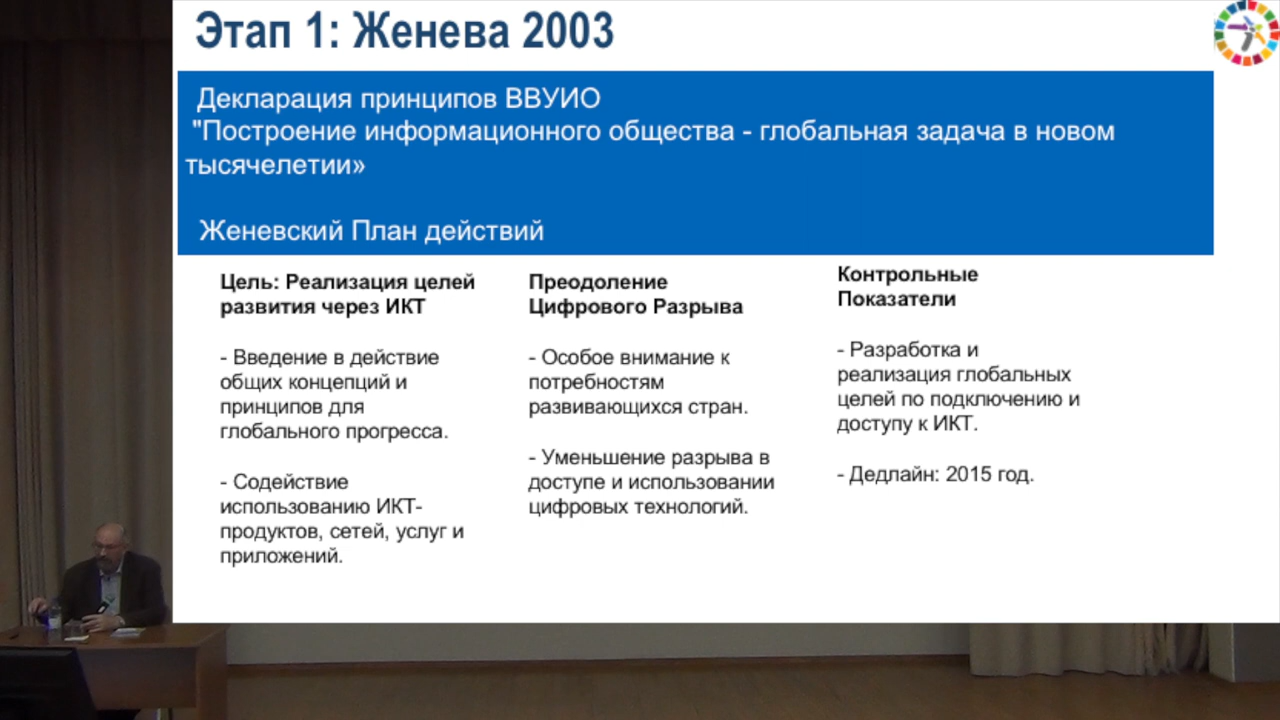 Этап 1: Женева 2003
Декларация принципов ВВУИО
"Построение информационного общества - глобальная задача в новом
тысячелетии»
Женевский План действий
Цель: Реализация целей
развития через ИКТ
- Введение в действие
общих концепций и
принципов для
глобального прогресса.
- Содействие
использованию ИКТ-
продуктов, сетей, услуг и
приложений.
Преодоление
Цифрового Разрыва
- Особое внимание к
потребностям
развивающихся стран.
- Уменьшение разрыва в
доступе и использовании
цифровых технологий.
Контрольные
Показатели
- Разработка и
реализация глобальных
целей по подключению и
доступу к ИКТ.
- Дедлайн: 2015 год.